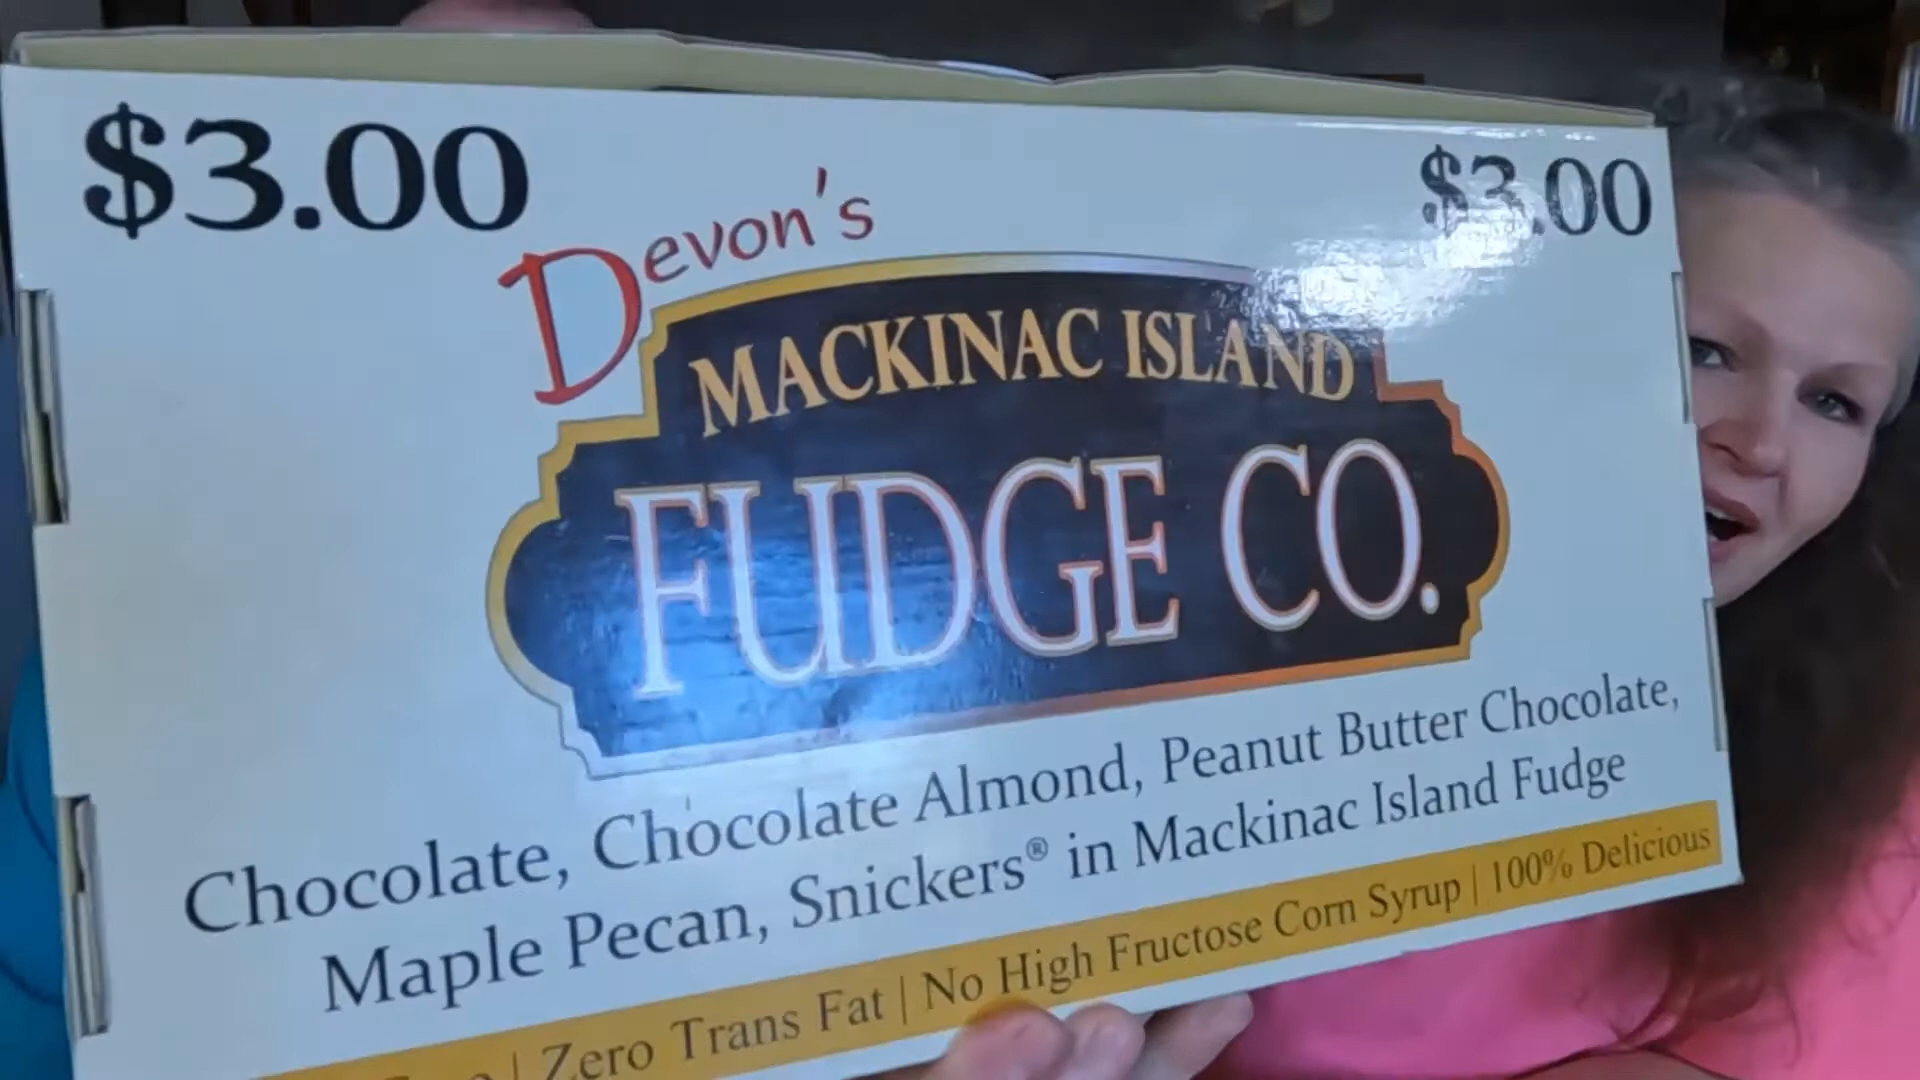 $3.00 $3.00
Devon's
MACKINAC ISLAND
FUDGE CO.
Chocolate, Chocolate Almond, Peanut Butter Chocolate,
Maple Pecan, Snickers® in Mackinac Island Fudge
| Zero Trans Fat | No High Fructose Corn Syrup | 100% Delicious